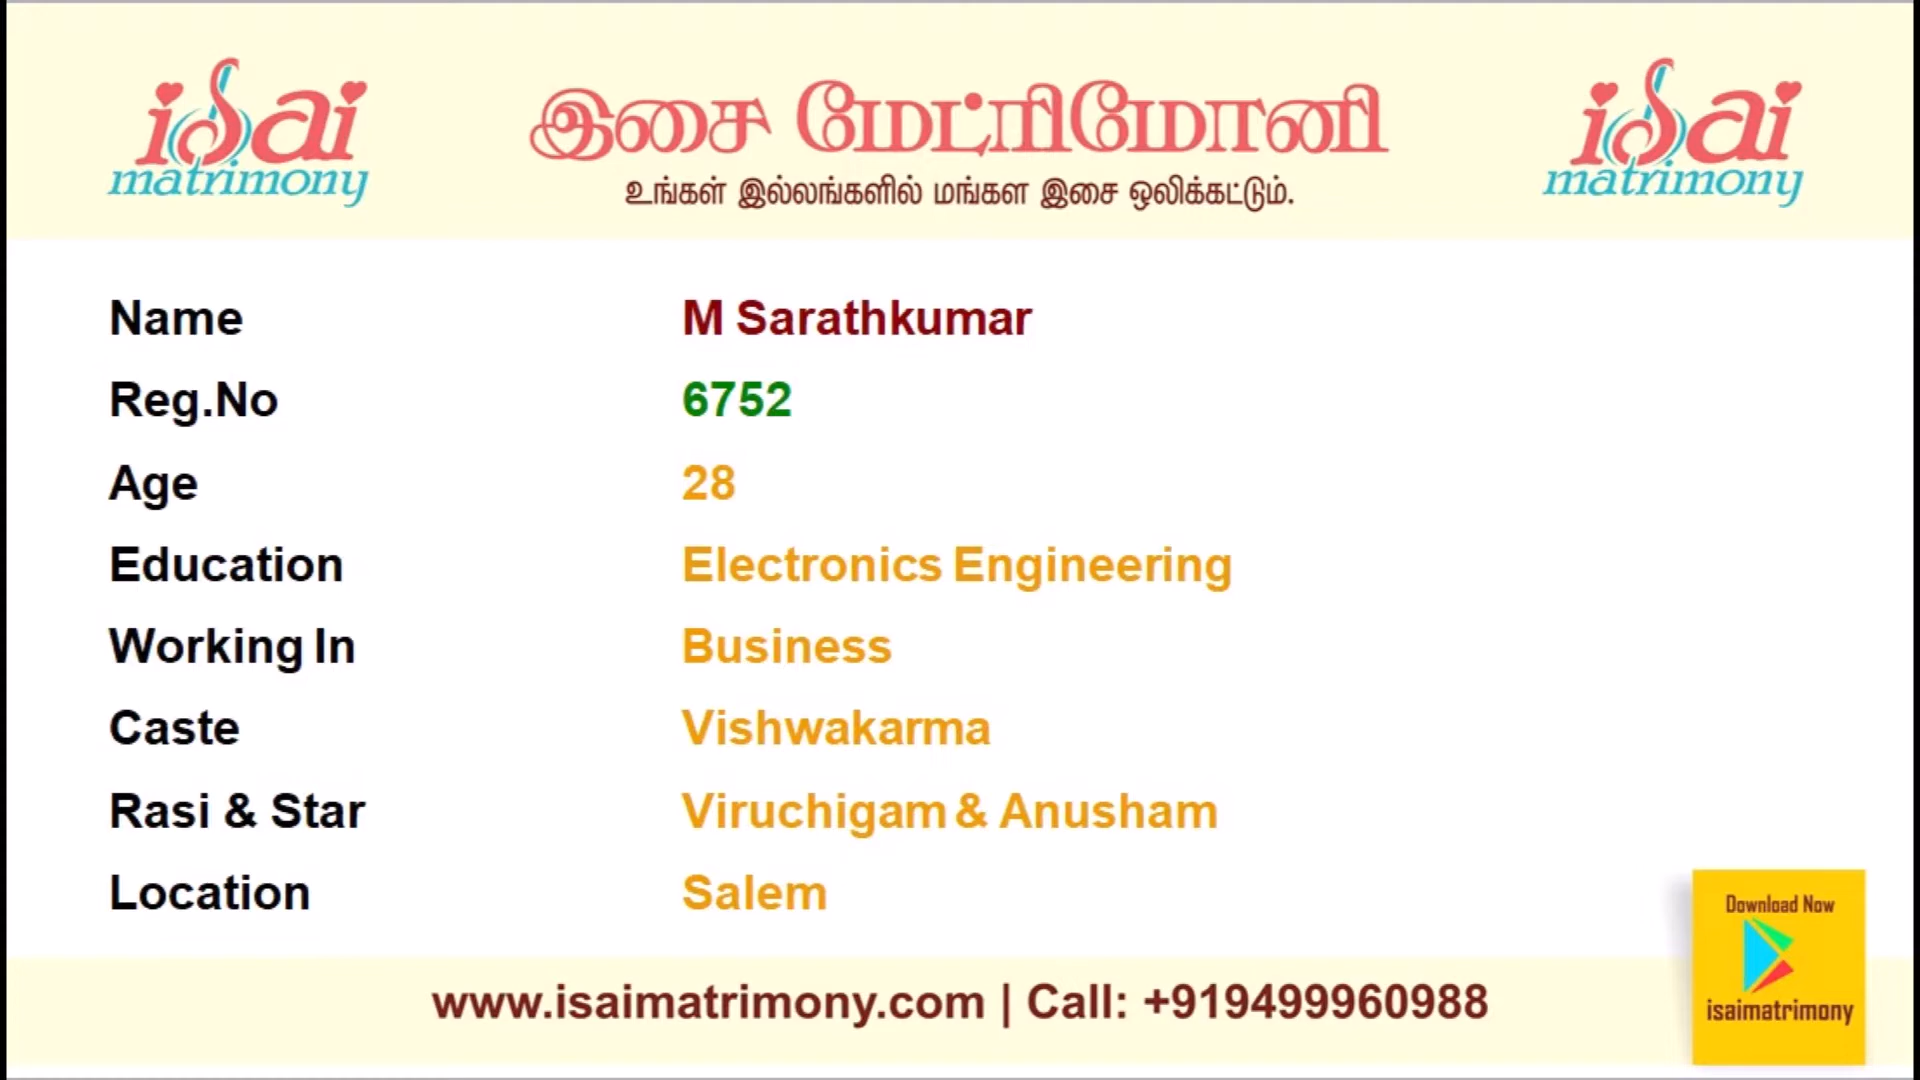 isai matrimony
இசை மேட்ரிமோனி
உங்கள் இல்லங்களில் மங்கள இசை ஒலிக்கட்டும்.
isai matrimony
Name M Sarathkumar
Reg.No 6752
Age 28
Education Electronics Engineering
Working In Business
Caste Vishwakarma
Rasi & Star Viruchigam & Anusham
Location Salem
Download Now
isaimatrimony
www.isaimatrimony.com | Call: +919499960988